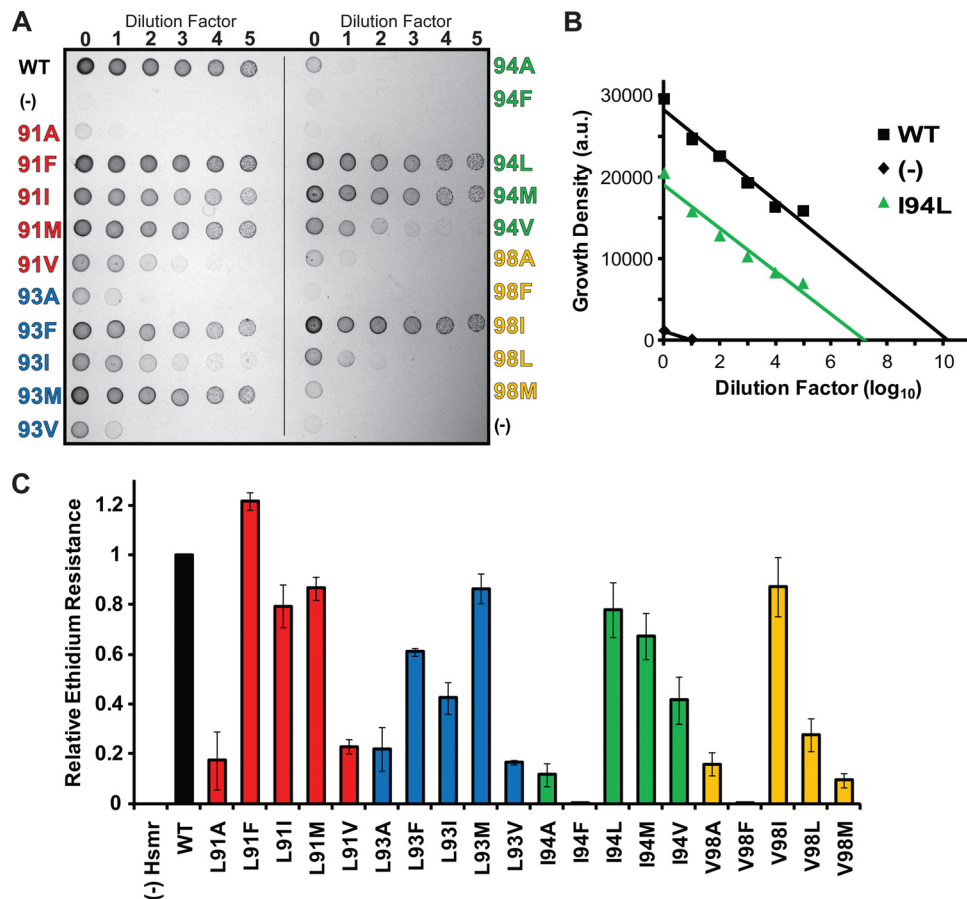 A
Dilution Factor
Dilution Factor
0 1 2 3 4 5
0 1 2 3 4 5
WT
(-)
91A
91F
91I
91M
91V
93A
93F
93I
93M
93V
94A
94F
94L
94M
94V
98A
98F
98I
98L
98M
(-)
B
Growth Density (a.u.)
30000
20000
10000
0
0 2 4 6 8 10
Dilution Factor (log10)
WT
(-)
I94L
C
Relative Ethidium Resistance
1.2
1
0.8
0.6
0.4
0.2
0
(-) Hsmr
WT
L91A
L91F
L91I
L91M
L91V
L93A
L93F
L93I
L93M
L93V
I94A
I94F
I94L
I94M
I94V
V98A
V98F
V98I
V98L
V98M